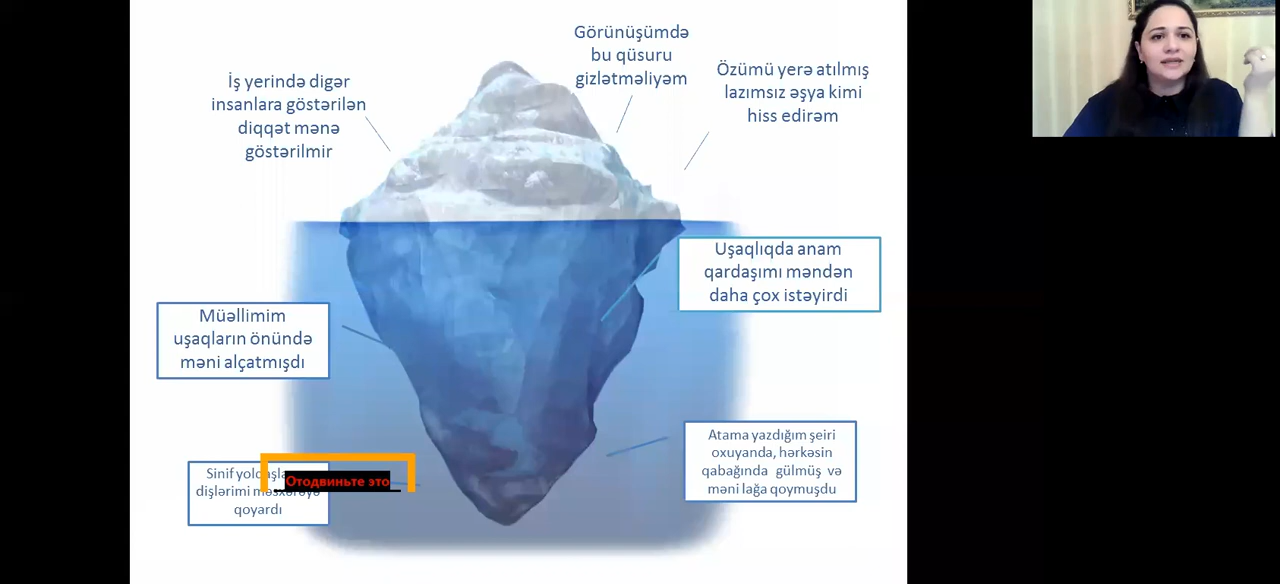 Görünüşümdə
bu qüsuru
gizlətməliyəm
İş yerində digər
insanlara göstərilən
diqqət mənə
göstərilmir
Özümü yerə atılmış
lazımsız əşya kimi
hiss edirəm
Uşaqlıqda anam
qardaşımı məndən
daha çox istəyirdi
Müəllimim
uşaqların önündə
məni alçatmışdı
Atama yazdığım şeiri
oxuyanda, hərkəsin
qabağında gülmüş və
məni lağa qoymuşdu
Sinif
dişlərimi
qoyardı
Отодвиньте это